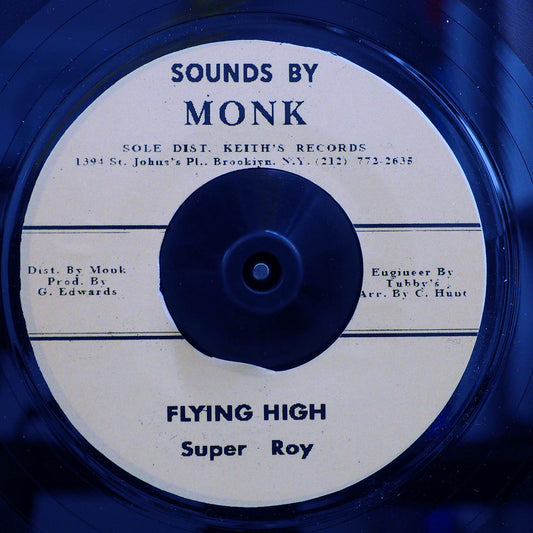 SOUNDS BY
MONK
SOLE DIST. KEITH'S RECORDS
1394 St. Johns's Pl., Brooklyn, N.Y. (212) 772-2635
Dist. By Monk
Prod. By
G. Edwards
Engineer By
Tubby's
Arr. By C. Hunt
FLYING HIGH
Super Roy